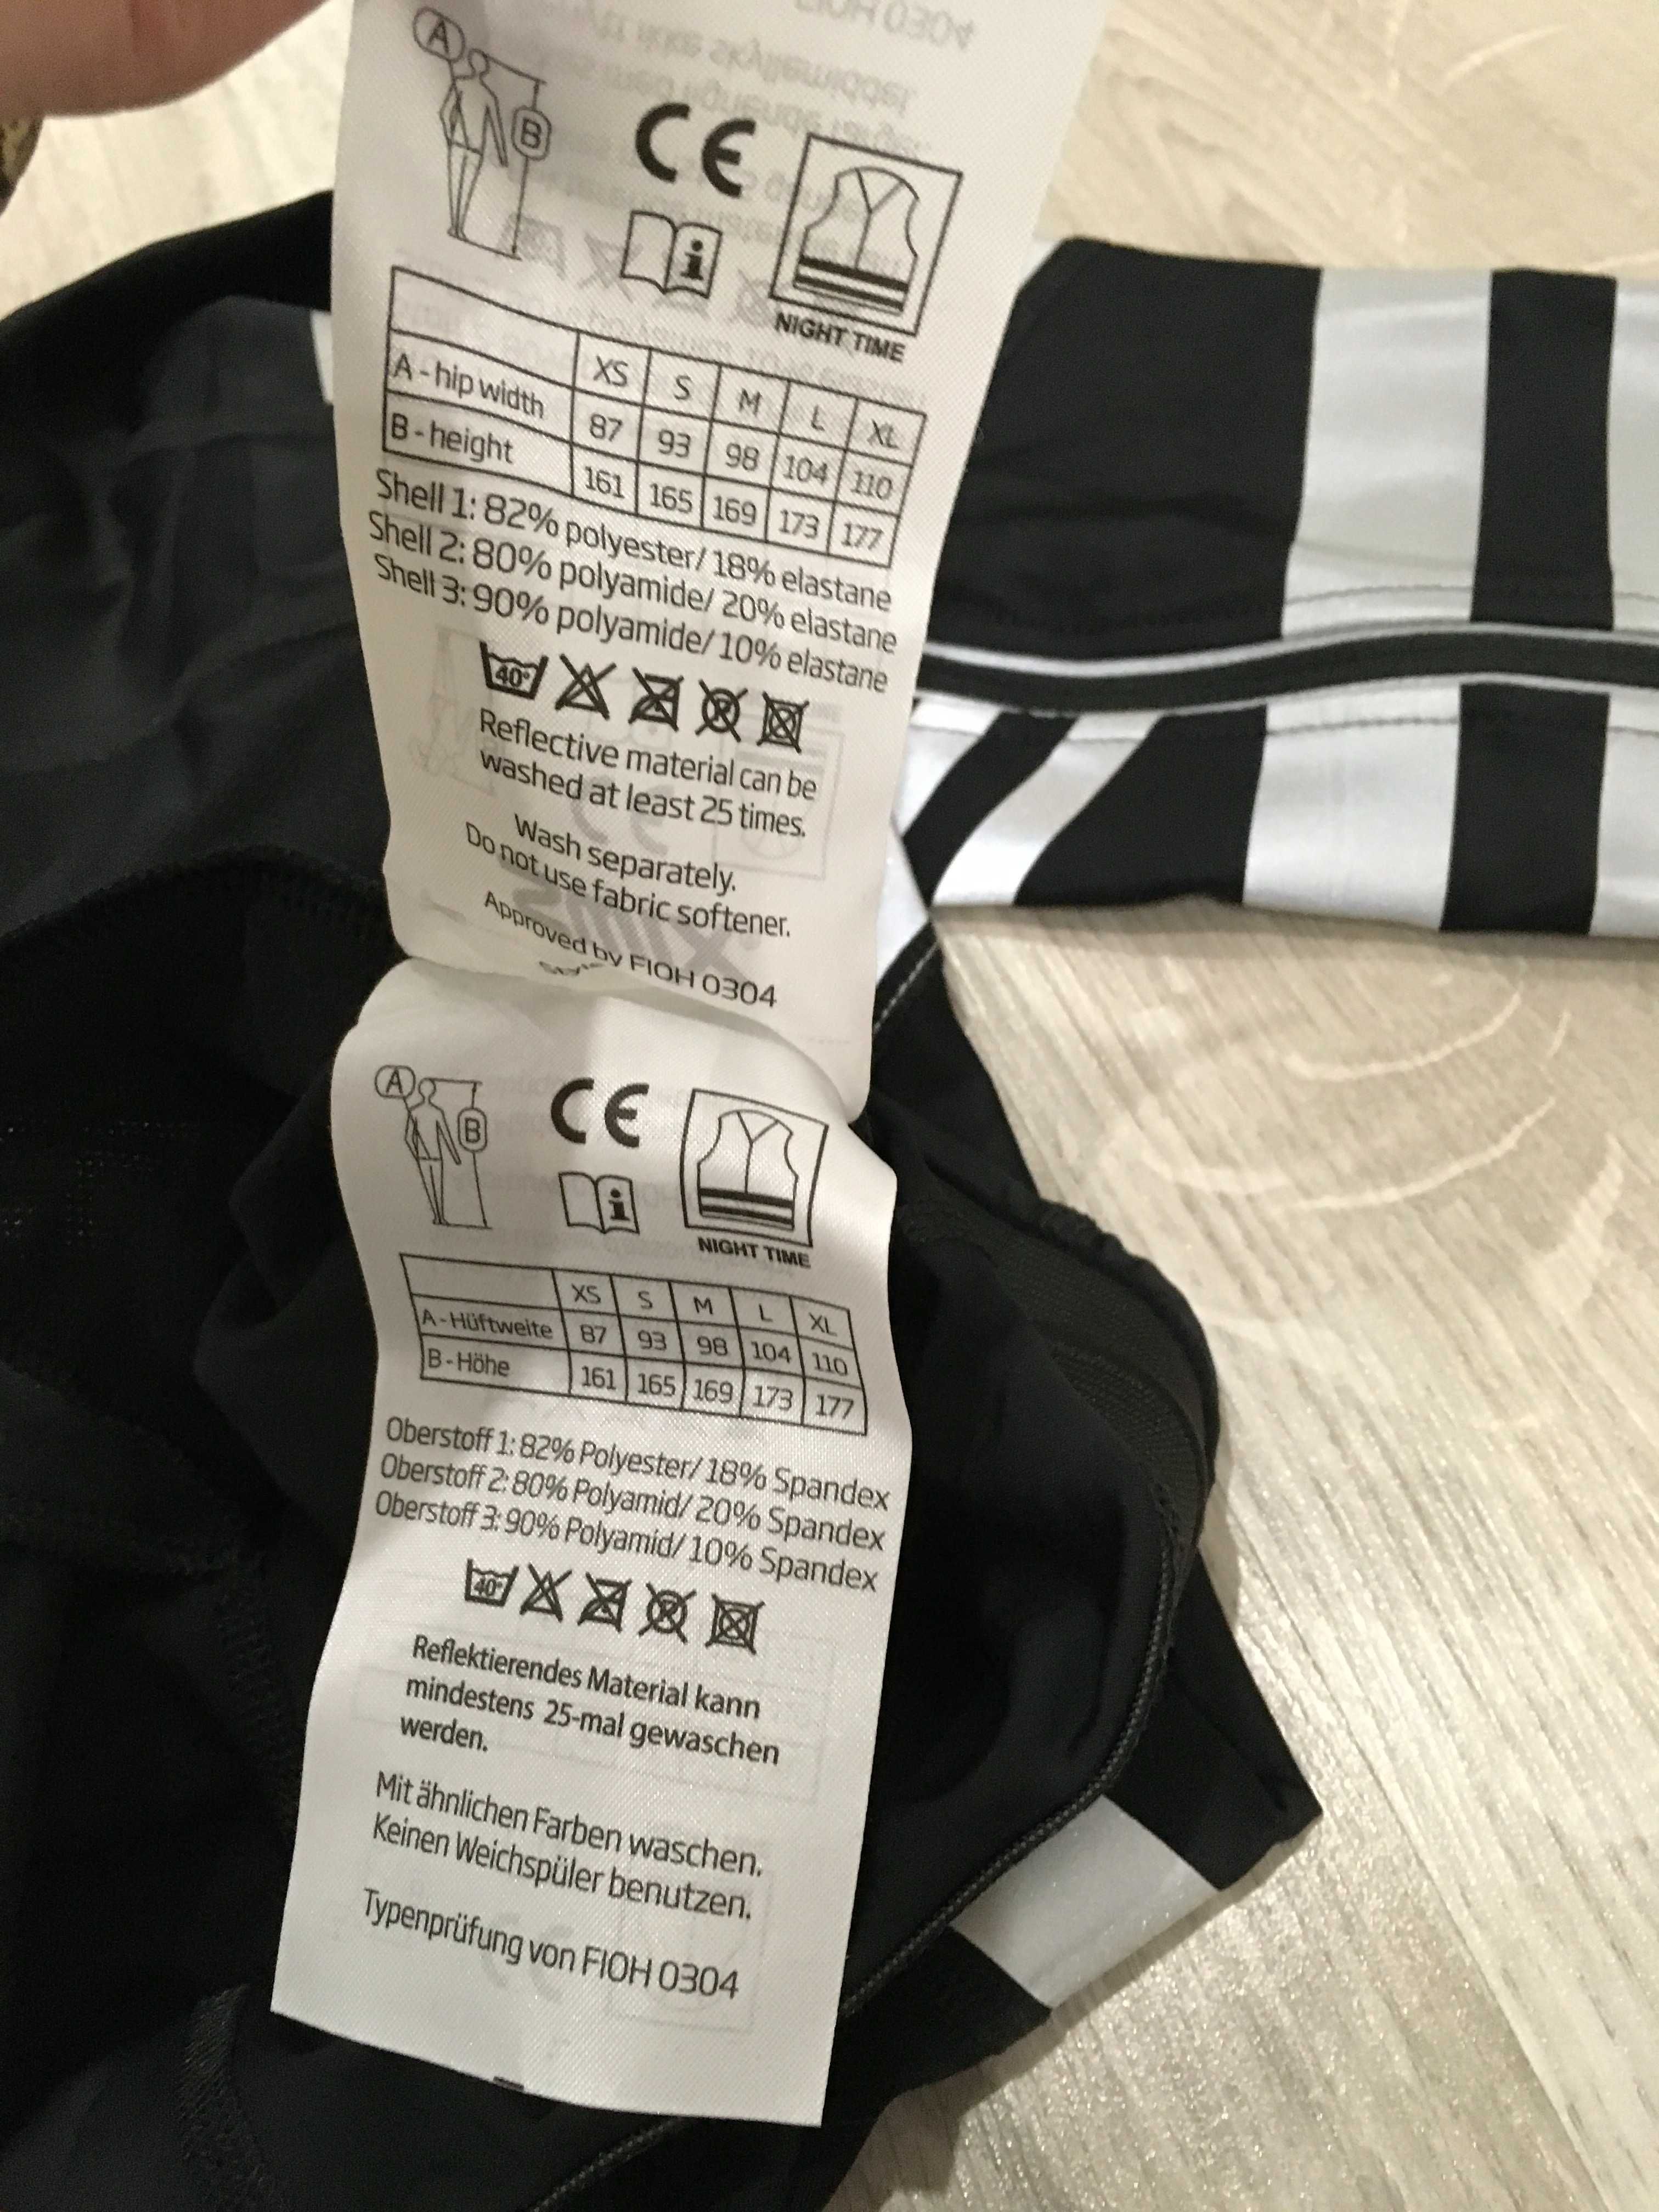 FIOH 0304
A
B
CE
NIGHT TIME
XS S M L XL
A - hip width 87 93 98 104 110
B - height 161 165 169 173 177
Shell 1: 82% polyester/ 18% elastane
Shell 2: 80% polyamide/ 20% elastane
Shell 3: 90% polyamide/ 10% elastane
40°
Reflective material can be
washed at least 25 times.
Wash separately.
Do not use fabric softener.
Approved by FIOH 0304
A
B
CE
NIGHT TIME
XS S M L XL
A - Hüftweite 87 93 98 104 110
B - Höhe 161 165 169 173 177
Oberstoff 1: 82% Polyester/ 18% Spandex
Oberstoff 2: 80% Polyamid/ 20% Spandex
Oberstoff 3: 90% Polyamid/ 10% Spandex
40°
Reflektierendes Material kann
mindestens 25-mal gewaschen
werden.
Mit ähnlichen Farben waschen.
Keinen Weichspüler benutzen.
Typenprüfung von FIOH 0304